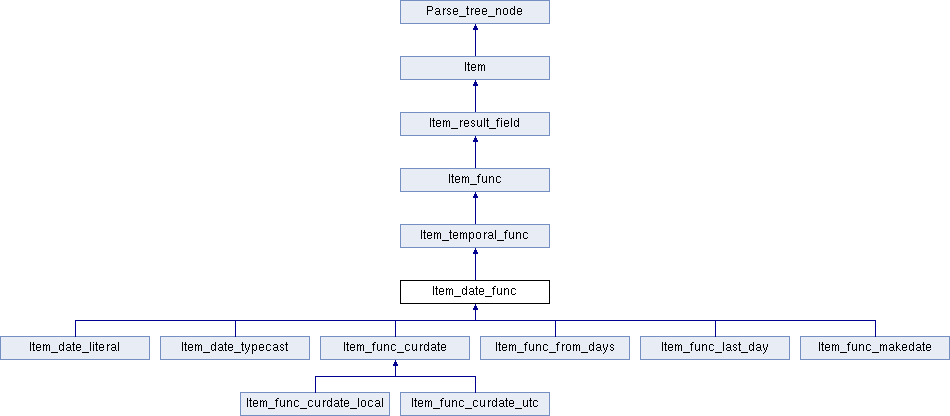 Parse_tree_node
Item
Item_result_field
Item_func
Item_temporal_func
Item_date_func
Item_date_literal
Item_date_typecast
Item_func_curdate
Item_func_from_days
Item_func_last_day
Item_func_makedate
Item_func_curdate_local
Item_func_curdate_utc